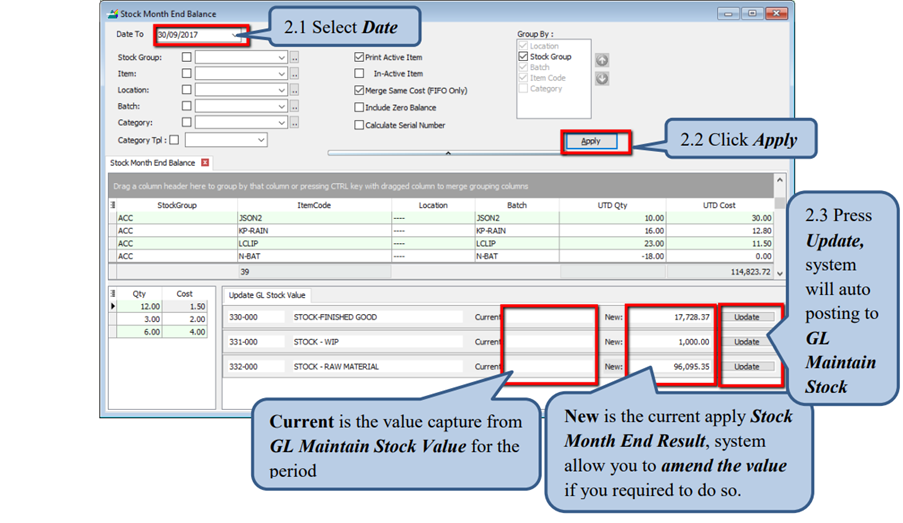 Stock Month End Balance
2.1 Select Date
Date To
30/09/2017
Group By :
Location
Stock Group
Batch
Item Code
Category
Stock Group:
Item:
Location:
Batch:
Category:
Category Tpl :
Print Active Item
In-Active Item
Merge Same Cost (FIFO Only)
Include Zero Balance
Calculate Serial Number
Apply
2.2 Click Apply
Stock Month End Balance
Drag a column header here to group by that column or pressing CTRL key with dragged column to merge grouping columns
StockGroup ItemCode Location Batch UTD Qty UTD Cost
ACC JSON2 ---- JSON2 10.00 30.00
ACC KP-RAIN ---- KP-RAIN 16.00 12.80
ACC LCLIP ---- LCLIP 23.00 11.50
ACC N-BAT ---- N-BAT -18.00 0.00
39 114,823.72
2.3 Press
Update,
system
will auto
posting to
GL
Maintain
Stock
Qty Cost
12.00 1.50
3.00 2.00
6.00 4.00
Update GL Stock Value
330-000 STOCK-FINISHED GOOD Current New: 17,728.37 Update
331-000 STOCK - WIP Current New: 1,000.00 Update
332-000 STOCK - RAW MATERIAL Current New: 96,095.35 Update
Current is the value capture from
GL Maintain Stock Value for the
period
New is the current apply Stock
Month End Result, system
allow you to amend the value
if you required to do so.